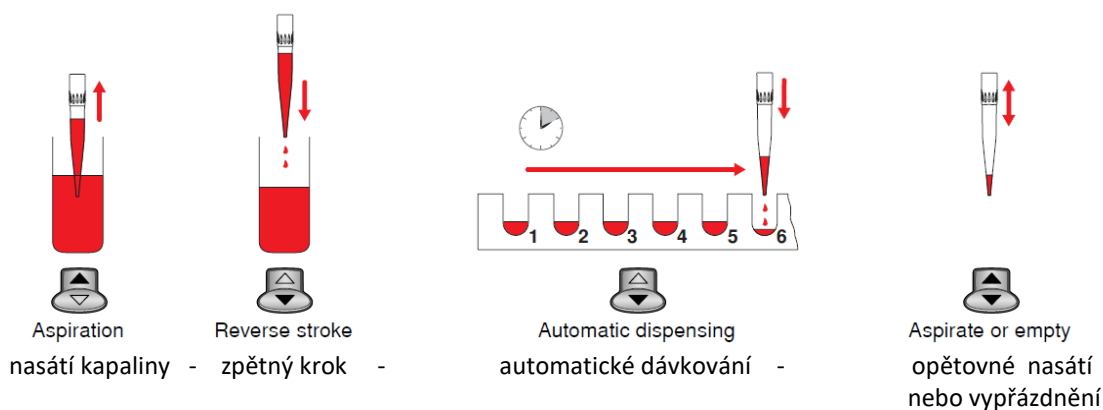 1 2 3 4 5 6
Aspiration Reverse stroke Automatic dispensing Aspirate or empty
nasátí kapaliny - zpětný krok - automatické dávkování - opětovné nasátí
nebo vypřázdnění